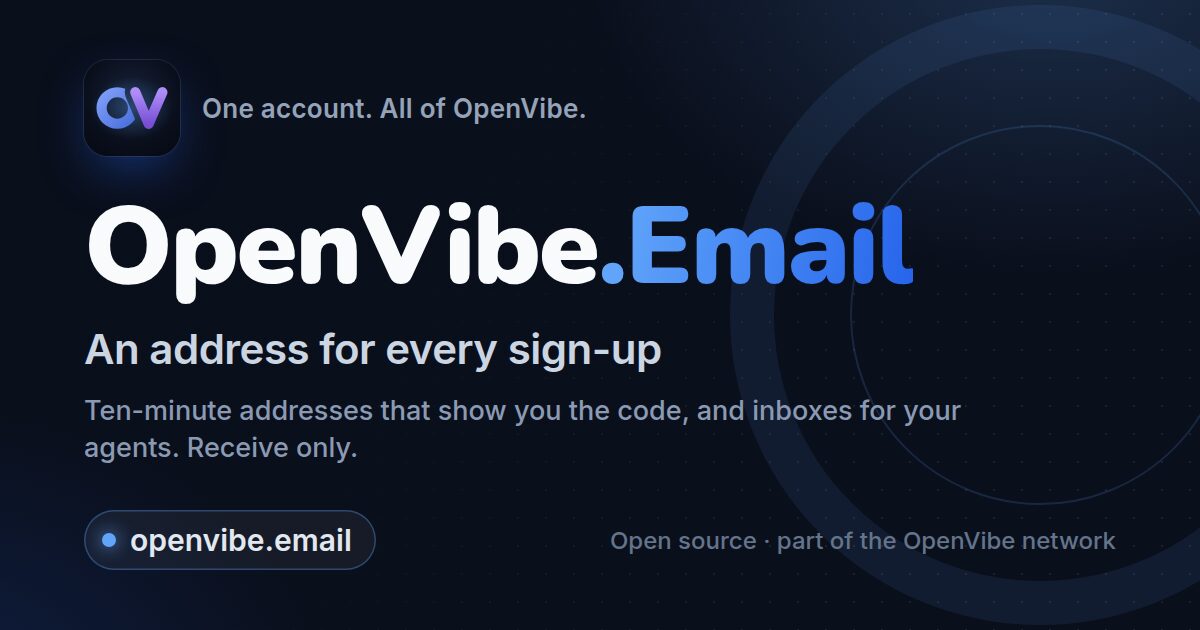 OV
One account. All of OpenVibe.
OpenVibe.Email
An address for every sign-up
Ten-minute addresses that show you the code, and inboxes for your
agents. Receive only.
openvibe.email
Open source · part of the OpenVibe network